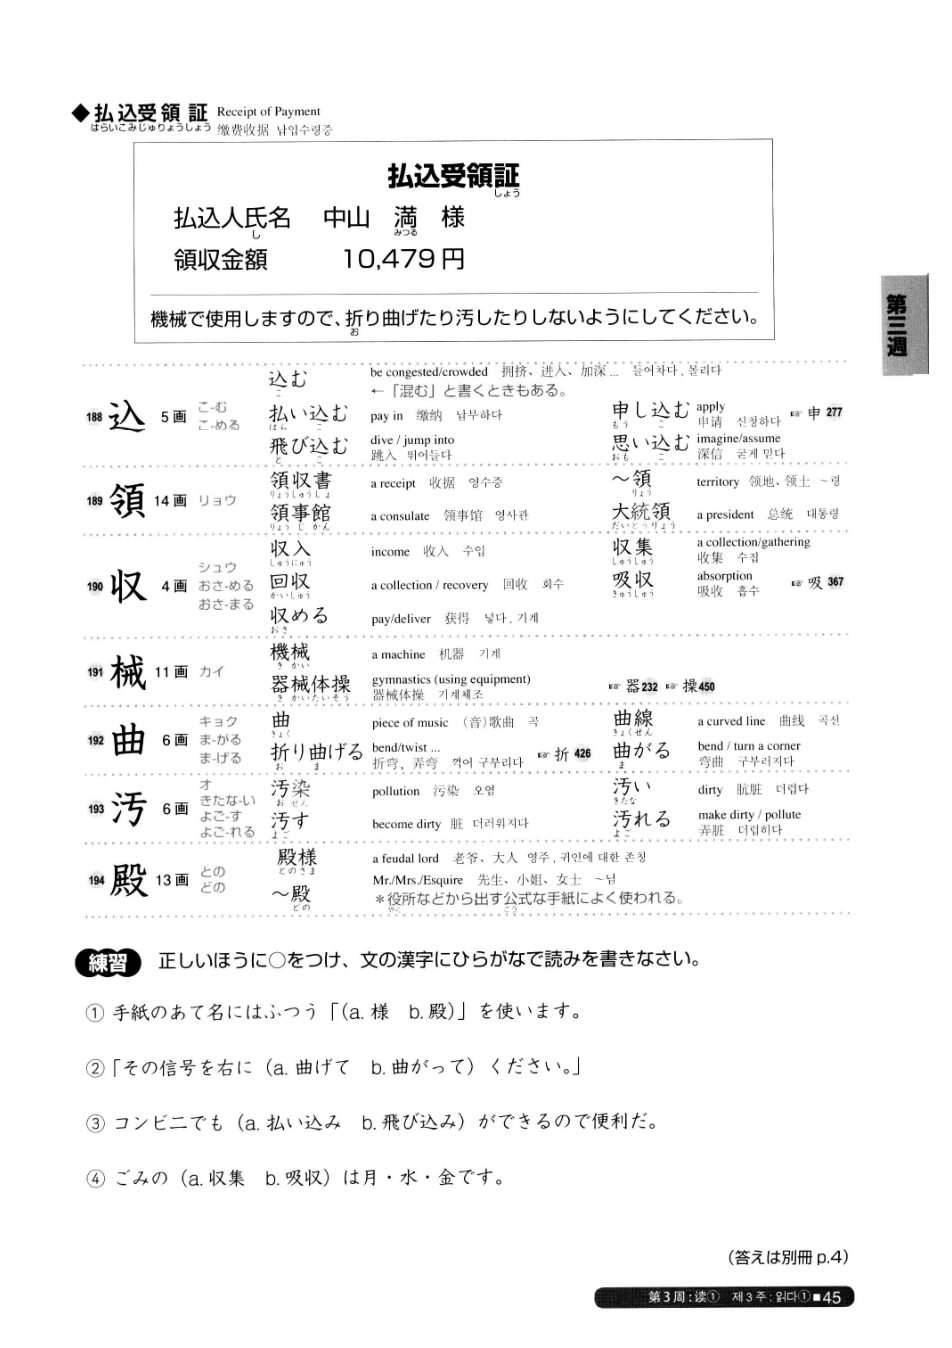 ◆払込受領証 Receipt of Payment
はらいこみじゅりょうしょう 缴费收据 납입수령증
払込受領証
しょう
払込人氏名 中山 満 様
し みつる
領収金額 10,479円
機械で使用しますので、折り曲げたり汚したりしないようにしてください。
お
第三週
188 込 5画 こ-む こ-める
込む be congested/crowded 拥挤、进入、加深... 들어차다, 몰리다
こ ←「混む」と書くときもある。
払い込む pay in 缴纳 납부하다
はら こ
飛び込む dive / jump into 跳入 뛰어들다
と こ
申し込む apply 申请 신청하다 ☞ 申 277
もう こ
思い込む imagine/assume 深信 굳게 믿다
おも こ
189 領 14画 リョウ
領収書 a receipt 收据 영수증
りょうしゅうしょ
領事館 a consulate 领事馆 영사관
りょう じ かん
～領 territory 领地、领土 ～령
りょう
大統領 a president 总统 대통령
だいとうりょう
190 収 4画 シュウ おさ-める おさ-まる
収入 income 收入 수입
しゅうにゅう
回収 a collection / recovery 回收 회수
かいしゅう
収める pay/deliver 获得 넣다, 거게
おさ
収集 a collection/gathering 收集 수집
しゅうしゅう
吸収 absorption 吸收 흡수 ☞ 吸 367
きゅうしゅう
191 械 11画 カイ
機械 a machine 机器 기계
き かい
器械体操 gymnastics (using equipment) 器械体操 기계체조
き かいたいそう
☞ 器232 ☞ 操450
192 曲 6画 キョク ま-がる ま-げる
曲 piece of music （音）歌曲 곡
きょく
折り曲げる bend/twist ... 折弯，弄弯 꺾어 구부리다 ☞ 折 426
お ま
曲線 a curved line 曲线 곡선
きょくせん
曲がる bend / turn a corner 弯曲 구부러지다
ま
193 汚 6画 オ きたな-い よご-す よご-れる
汚染 pollution 污染 오염
お せん
汚す become dirty 脏 더러워지다
よご
汚い dirty 肮脏 더럽다
きたな
汚れる make dirty / pollute 弄脏 더럽히다
よご
194 殿 13画 との どの
殿様 a feudal lord 老爷、大人 영주, 귀인에 대한 존칭
とのさま
～殿 Mr./Mrs./Esquire 先生、小姐、女士 ～님
どの ＊役所などから出す公式な手紙によく使われる。
やく こう
練習 正しいほうに○をつけ、文の漢字にひらがなで読みを書きなさい。
① 手紙のあて名にはふつう「(a. 様 b. 殿)」を使います。
②「その信号を右に（a. 曲げて b. 曲がって）ください。」
③ コンビニでも（a. 払い込み b. 飛び込み）ができるので便利だ。
④ ごみの（a. 収集 b. 吸収）は月・水・金です。
（答えは別冊 p.4）
第3周：读① 제3주：읽다①■45